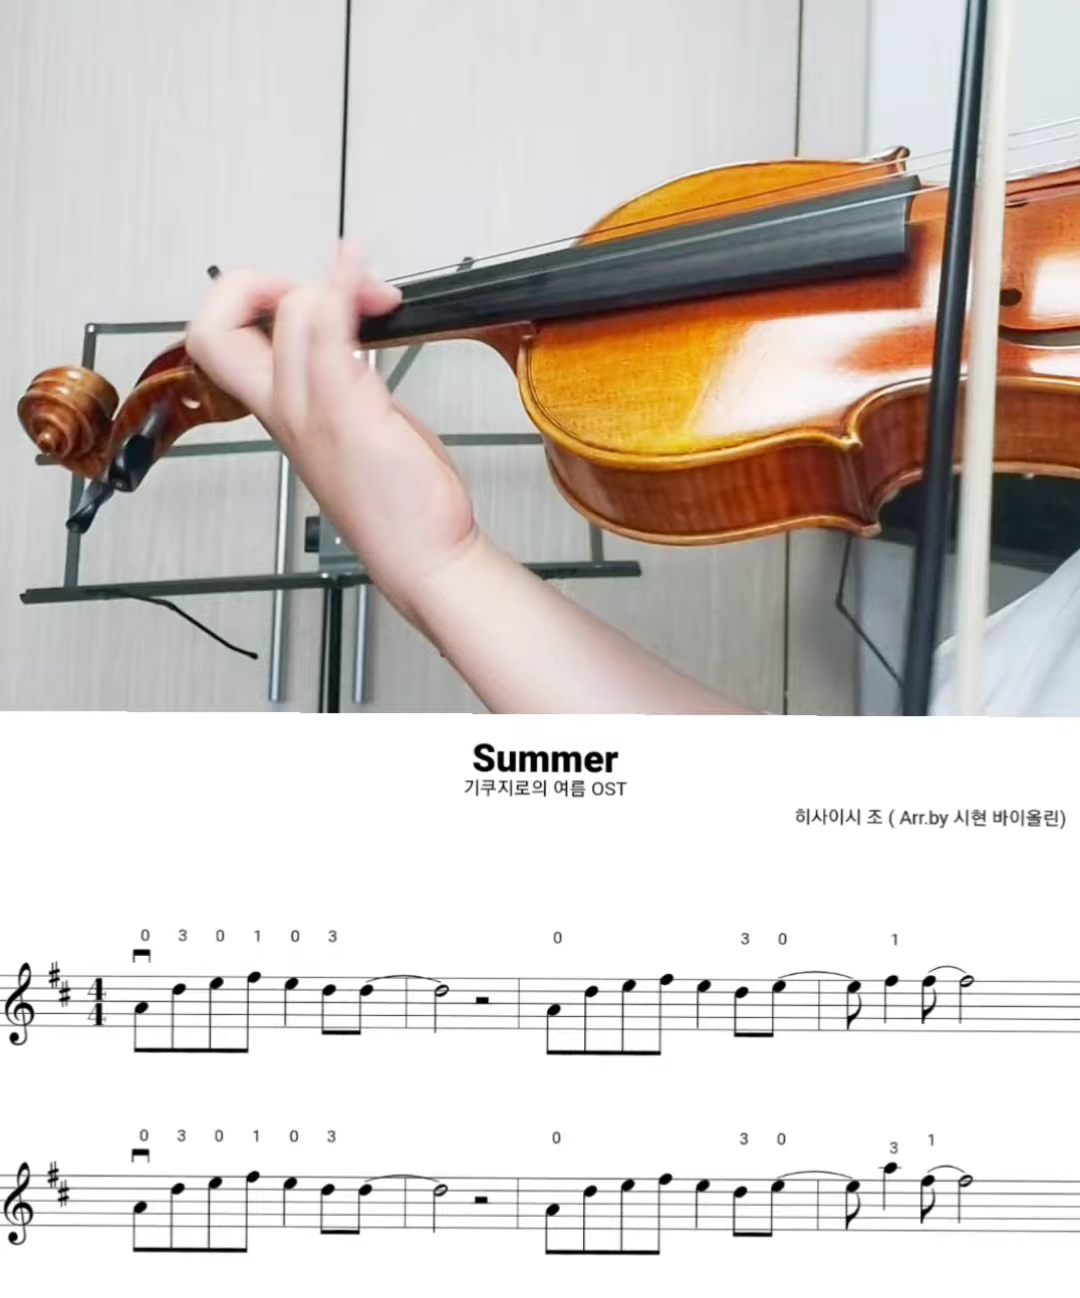 Summer
기쿠지로의 여름 OST
히사이시 조 ( Arr.by 시현 바이올린)
0 3 0 1 0 3 0 3 0 1
4
4
0 3 0 1 0 3 0 3 0 3 1